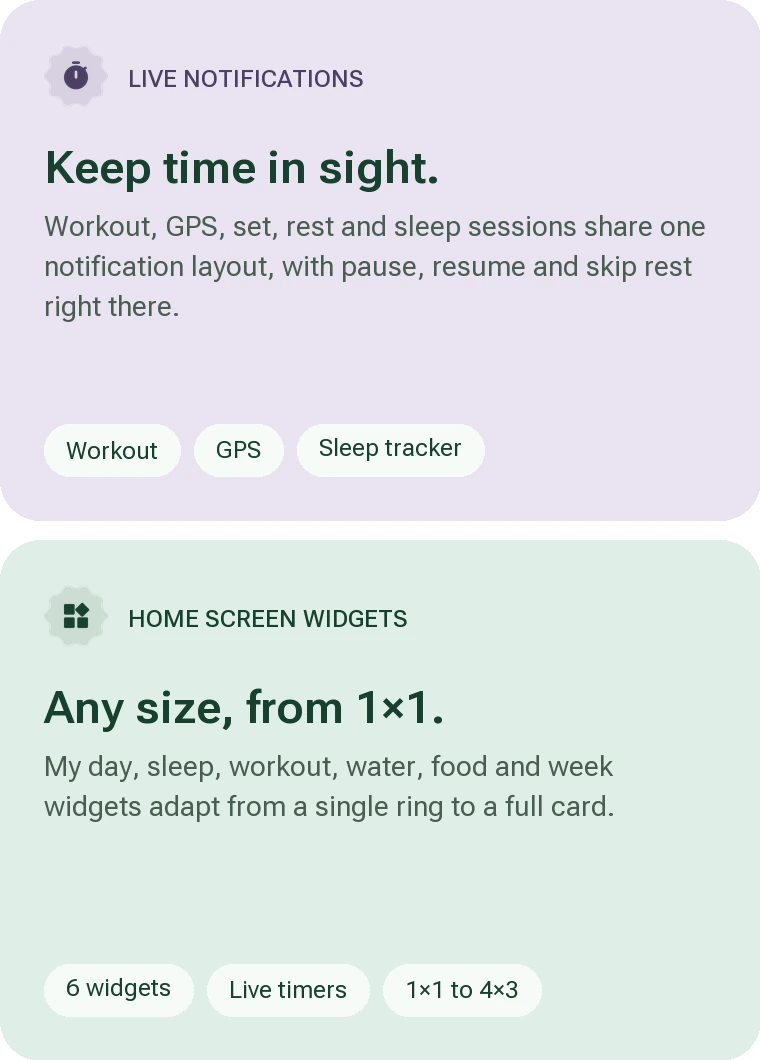 LIVE NOTIFICATIONS
Keep time in sight.
Workout, GPS, set, rest and sleep sessions share one
notification layout, with pause, resume and skip rest
right there.
Workout GPS Sleep tracker
HOME SCREEN WIDGETS
Any size, from 1×1.
My day, sleep, workout, water, food and week
widgets adapt from a single ring to a full card.
6 widgets Live timers 1×1 to 4×3